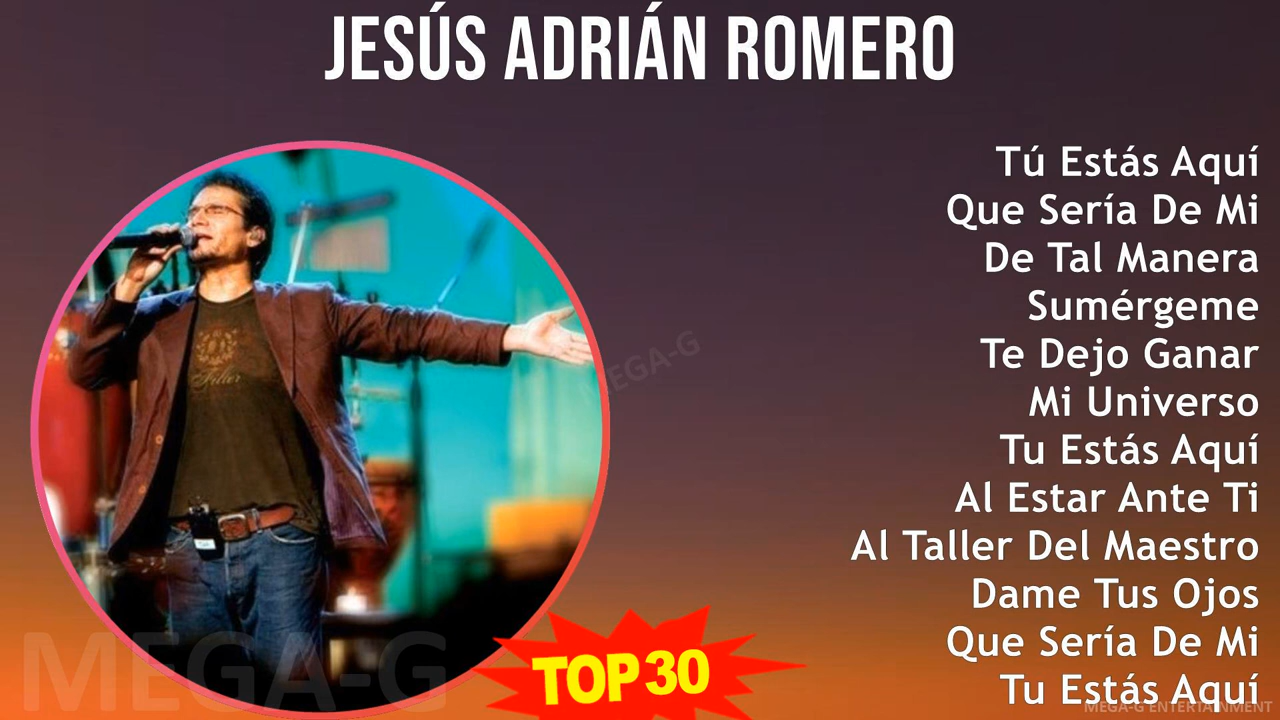 JESÚS ADRIÁN ROMERO
Tú Estás Aquí
Que Sería De Mi
De Tal Manera
Sumérgeme
Te Dejo Ganar
Mi Universo
Tu Estás Aquí
Al Estar Ante Ti
Al Taller Del Maestro
Dame Tus Ojos
Que Sería De Mi
Tu Estás Aquí
MEGA-G
MEGA-G
TOP 30
MEGA-G ENTERTAINMENT